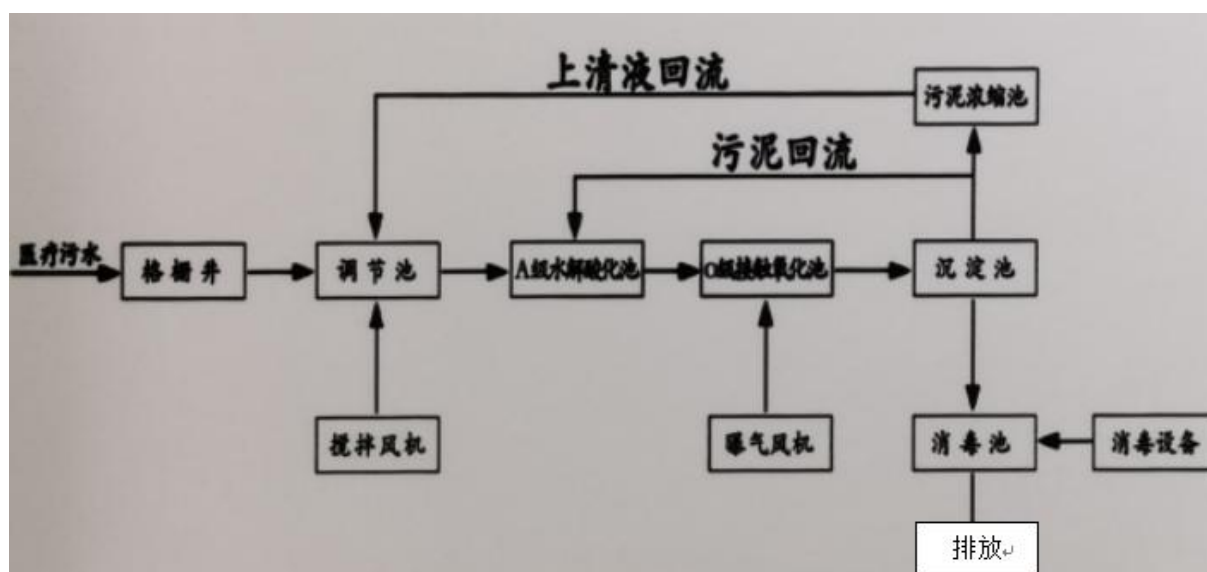 上清液回流
污泥浓缩池
污泥回流
医疗污水
格栅井
调节池
A级水解酸化池
O级接触氧化池
沉淀池
搅拌风机
曝气风机
消毒池
消毒设备
排放